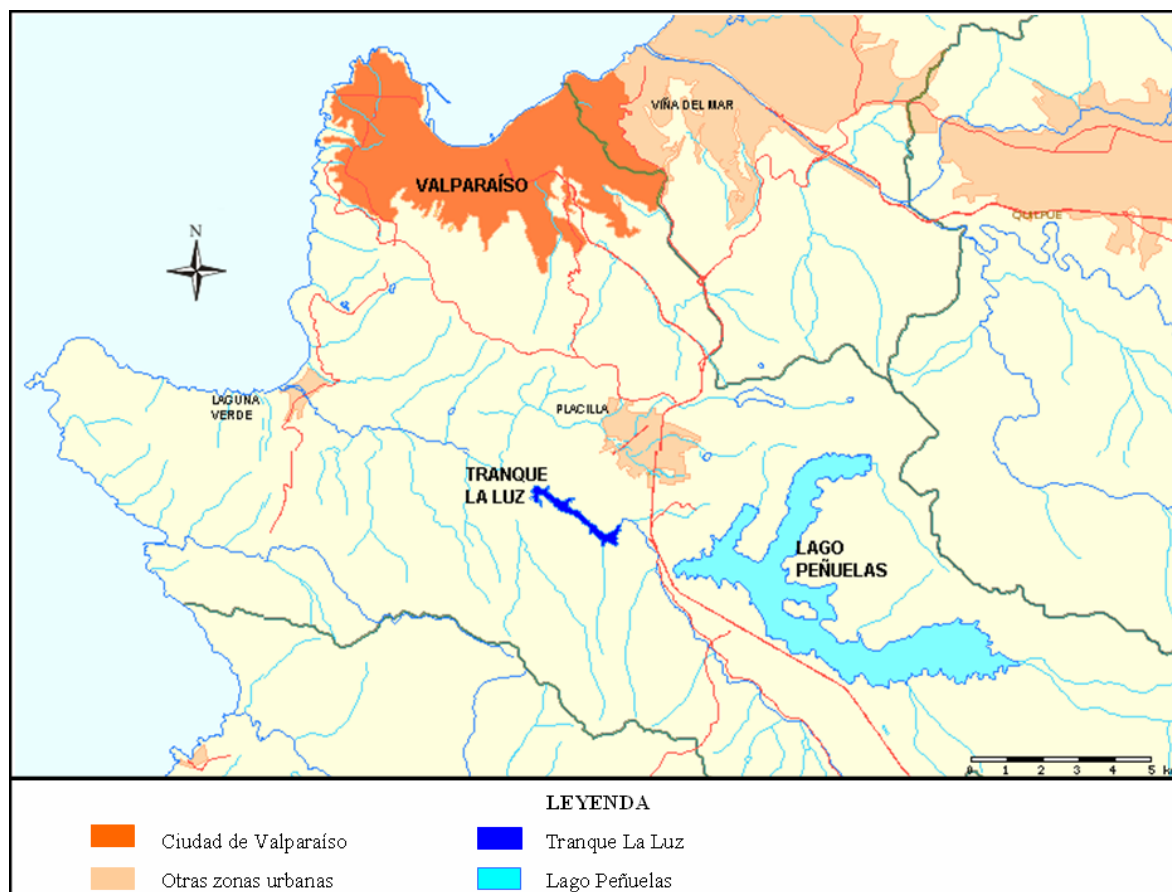 VIÑA DEL MAR
VALPARAÍSO
QUILPUE
N
LAGUNA
VERDE
PLACILLA
TRANQUE
LA LUZ
LAGO
PEÑUELAS
0 1 2 3 4 5
LEYENDA
Ciudad de Valparaíso
Tranque La Luz
Otras zonas urbanas
Lago Peñuelas